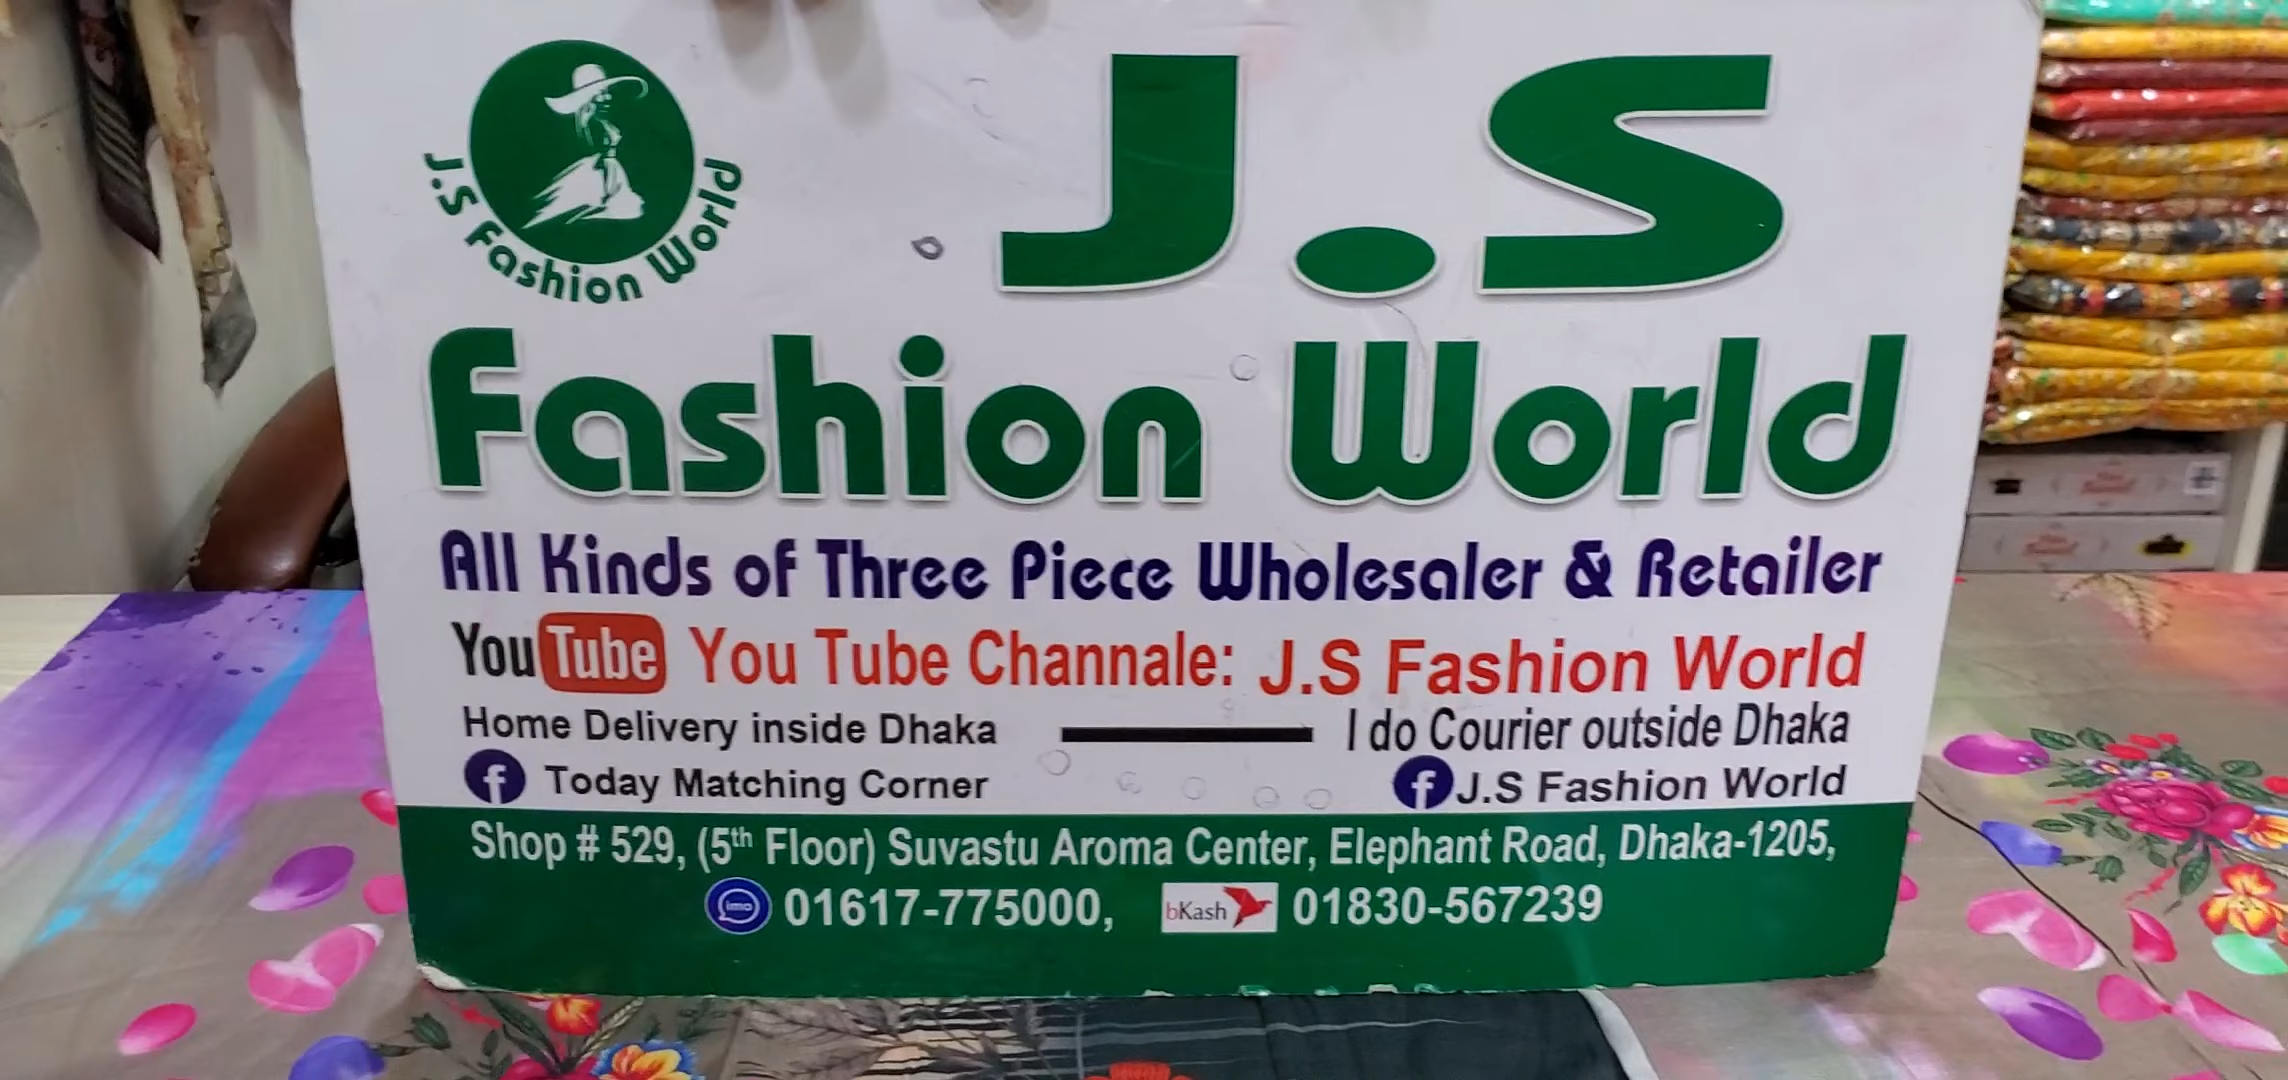 J.S Fashion World
J.S
Fashion World
All Kinds of Three Piece Wholesaler & Retailer
YouTube You Tube Channale: J.S Fashion World
Home Delivery inside Dhaka I do Courier outside Dhaka
f Today Matching Corner f J.S Fashion World
Shop # 529, (5th Floor) Suvastu Aroma Center, Elephant Road, Dhaka-1205,
imo 01617-775000, bKash 01830-567239